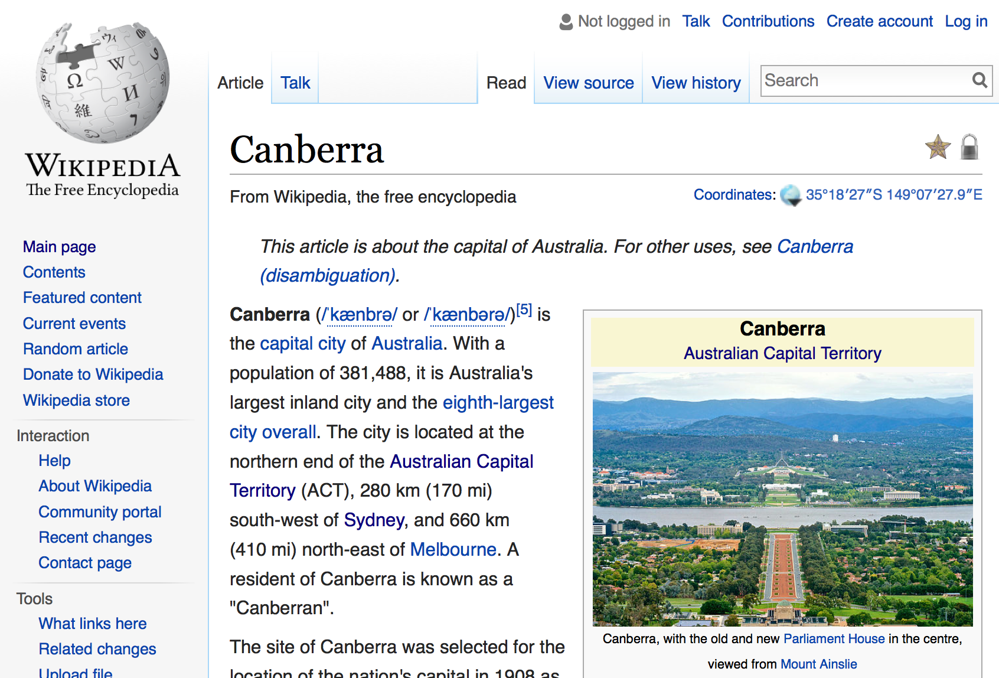 Not logged in Talk Contributions Create account Log in
Article Talk Read View source View history Search
WIKIPEDIA
The Free Encyclopedia
Main page
Contents
Featured content
Current events
Random article
Donate to Wikipedia
Wikipedia store
Interaction
Help
About Wikipedia
Community portal
Recent changes
Contact page
Tools
What links here
Related changes
Upload file
Canberra
From Wikipedia, the free encyclopedia
Coordinates: 35°18′27″S 149°07′27.9″E
This article is about the capital of Australia. For other uses, see Canberra
(disambiguation).
Canberra (/ˈkænbrə/ or /ˈkænbərə/)[5] is
the capital city of Australia. With a
population of 381,488, it is Australia's
largest inland city and the eighth-largest
city overall. The city is located at the
northern end of the Australian Capital
Territory (ACT), 280 km (170 mi)
south-west of Sydney, and 660 km
(410 mi) north-east of Melbourne. A
resident of Canberra is known as a
"Canberran".
The site of Canberra was selected for the
location of the nation's capital in 1908 as
Canberra
Australian Capital Territory
Canberra, with the old and new Parliament House in the centre,
viewed from Mount Ainslie